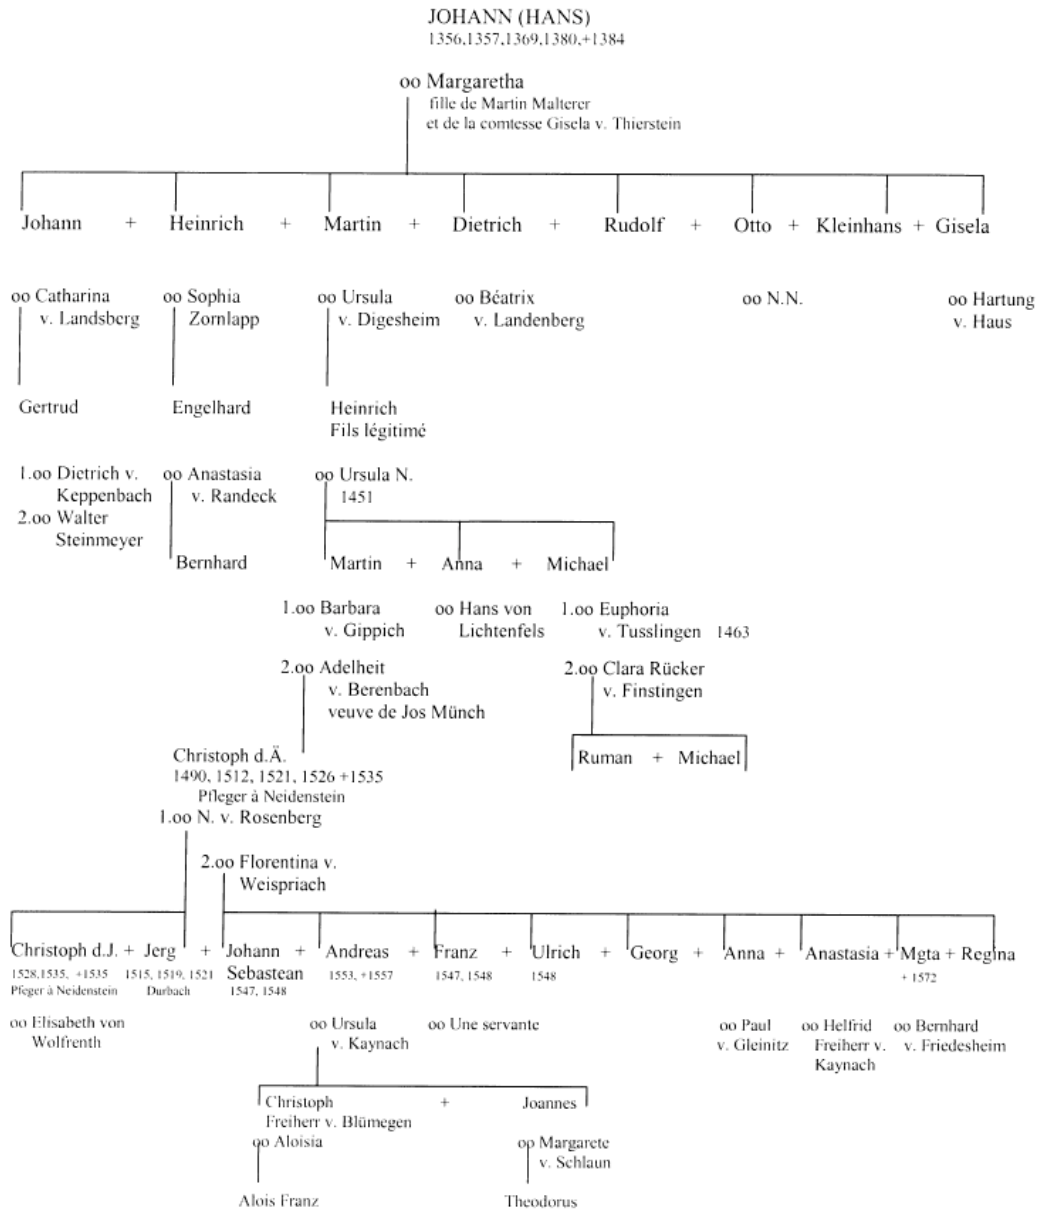 JOHANN (HANS)
1356,1357,1369,1380,+1384
oo Margaretha
fille de Martin Malterer
et de la comtesse Gisela v. Thierstein
Johann + Heinrich + Martin + Dietrich + Rudolf + Otto + Kleinhans + Gisela
oo Catharina oo Sophia oo Ursula oo Béatrix oo N.N. oo Hartung
v. Landsberg Zornlapp v. Digesheim v. Landenberg v. Haus
Gertrud Engelhard Heinrich
Fils légitimé
1.oo Dietrich v. oo Anastasia oo Ursula N.
Keppenbach v. Randeck 1451
2.oo Walter
Steinmeyer
Bernhard Martin + Anna + Michael
1.oo Barbara oo Hans von 1.oo Euphoria
v. Gippich Lichtenfels v. Tusslingen 1463
2.oo Adelheit 2.oo Clara Rücker
v. Berenbach v. Finstingen
veuve de Jos Münch
Christoph d.Ä. Ruman + Michael
1490, 1512, 1521, 1526 +1535
Pfleger à Neidenstein
1.oo N. v. Rosenberg
2.oo Florentina v.
Weispriach
Christoph d.J. + Jerg + Johann + Andreas + Franz + Ulrich + Georg + Anna + Anastasia + Mgta + Regina
1528,1535, +1535 1515, 1519, 1521 Sebastean 1553, +1557 1547, 1548 1548 + 1572
Pfleger à Neidenstein Durbach 1547, 1548
oo Elisabeth von oo Ursula oo Une servante oo Paul oo Helfrid oo Bernhard
Wolfrenth v. Kaynach v. Gleinitz Freiherr v. v. Friedesheim
Kaynach
Christoph + Joannes
Freiherr v. Blümegen
oo Aloisia oo Margarete
v. Schlaun
Alois Franz Theodorus